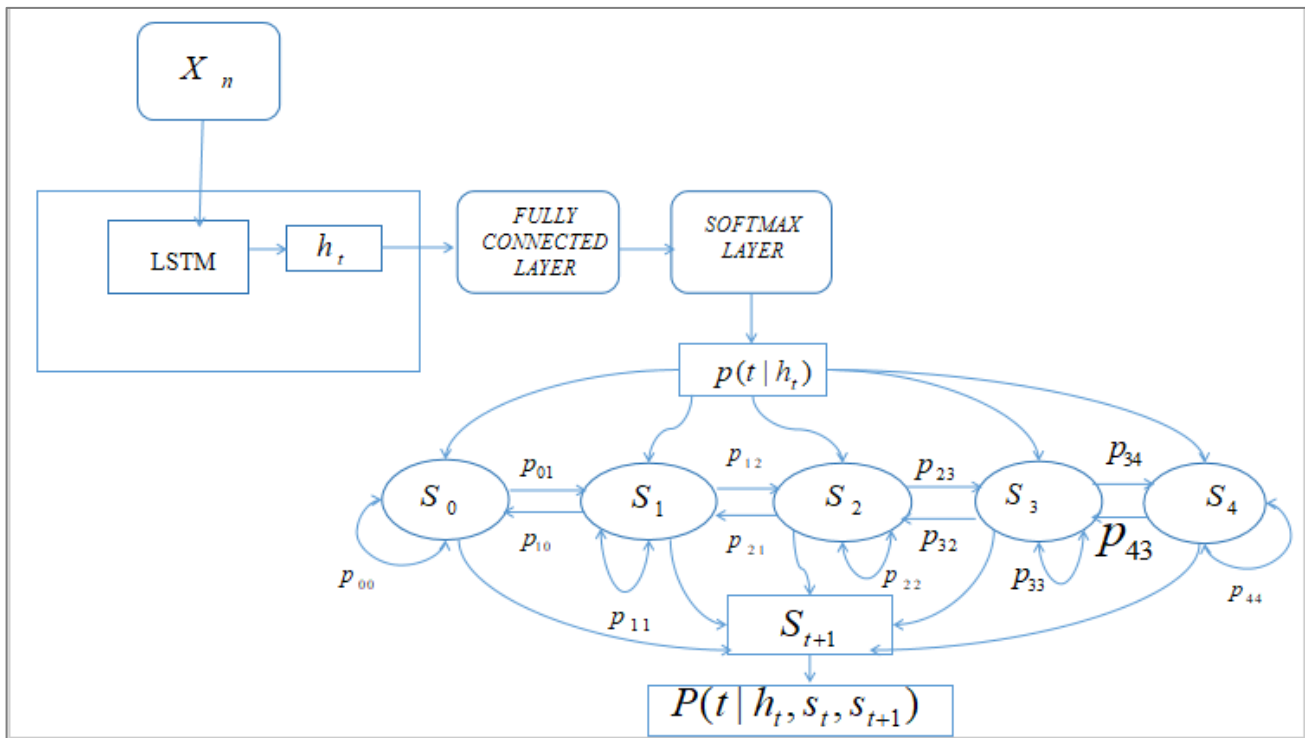 X n
LSTM
h t
FULLY
CONNECTED
LAYER
SOFTMAX
LAYER
p(t | h t)
p 01
p 12
p 23
p 34
S 0
S 1
S 2
S 3
S 4
p 10
p 21
p 32
p 43
p 00
p 11
p 22
p 33
p 44
S t+1
P(t | h t, s t, s t+1)